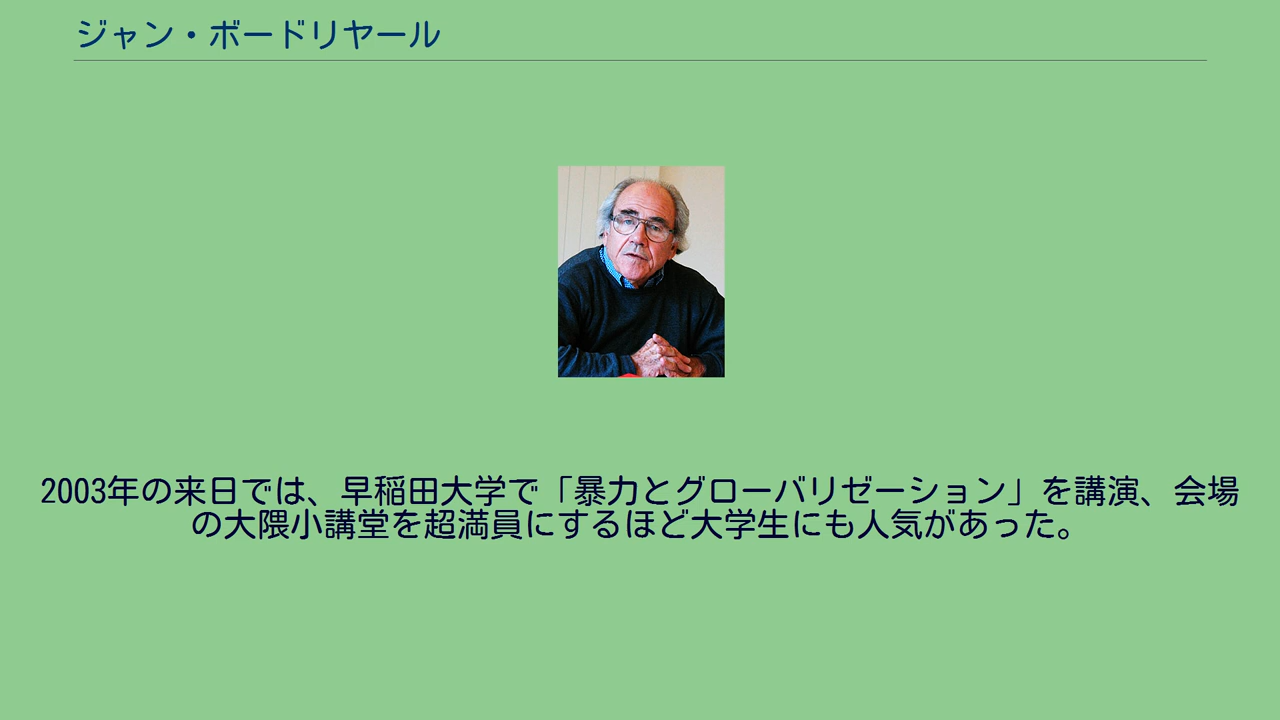 ジャン・ボードリヤール
2003年の来日では、早稲田大学で「暴力とグローバリゼーション」を講演、会場
の大隈小講堂を超満員にするほど大学生にも人気があった。